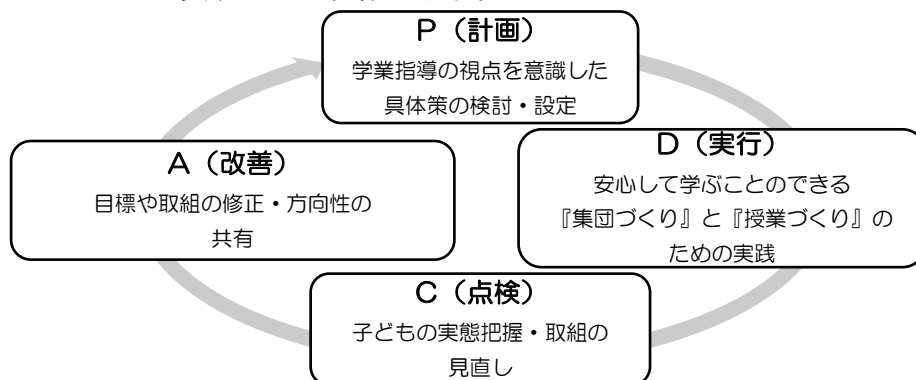 P（計画）
学業指導の視点を意識した
具体策の検討・設定
D（実行）
安心して学ぶことのできる
『集団づくり』と『授業づくり』の
ための実践
C（点検）
子どもの実態把握・取組の
見直し
A（改善）
目標や取組の修正・方向性の
共有